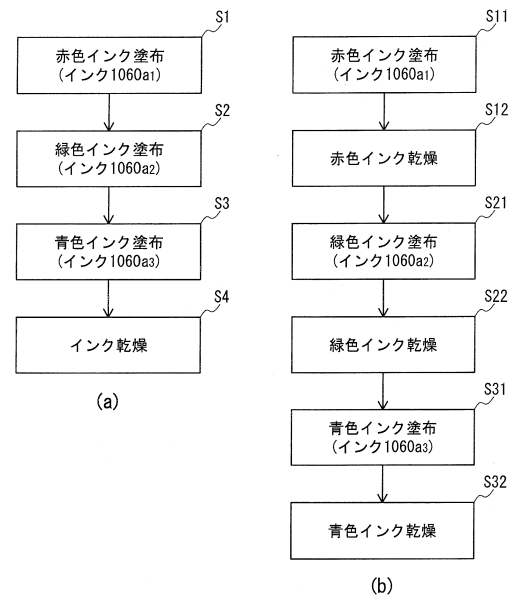 S1
赤色インク塗布
(インク1060a1)
S2
緑色インク塗布
(インク1060a2)
S3
青色インク塗布
(インク1060a3)
S4
インク乾燥
(a)
S11
赤色インク塗布
(インク1060a1)
S12
赤色インク乾燥
S21
緑色インク塗布
(インク1060a2)
S22
緑色インク乾燥
S31
青色インク塗布
(インク1060a3)
S32
青色インク乾燥
(b)